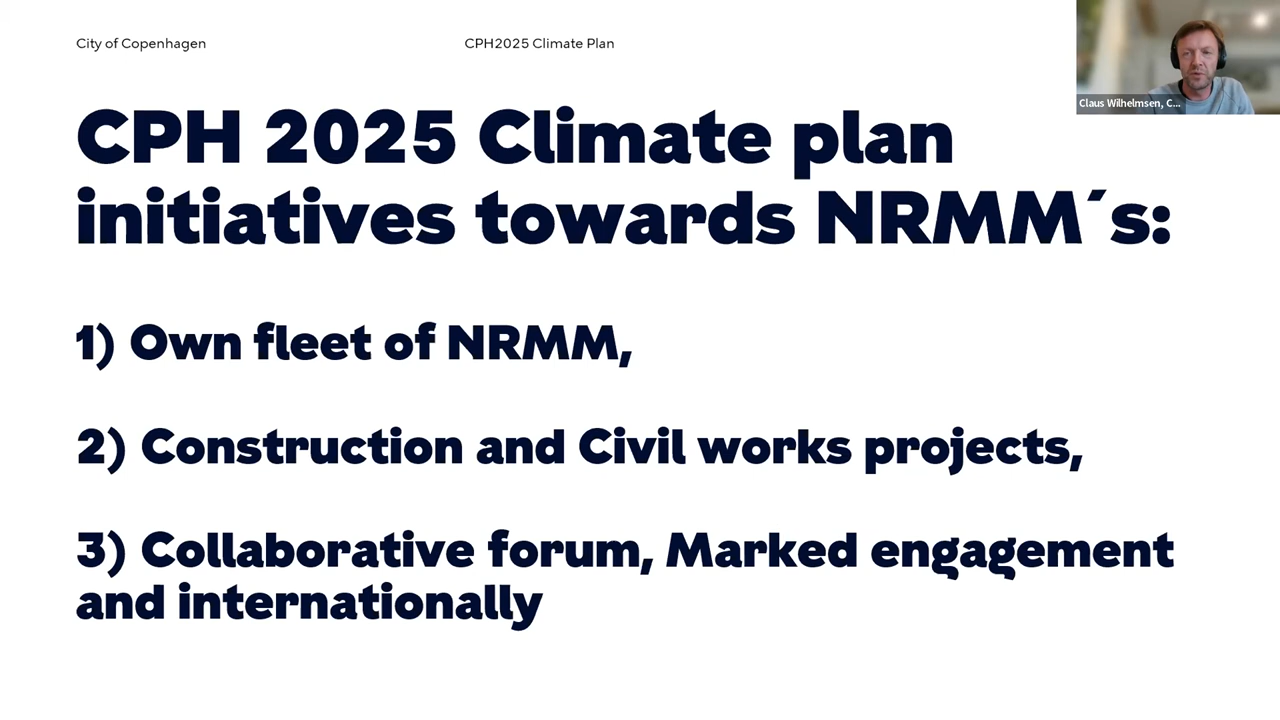 City of Copenhagen
CPH2025 Climate Plan
Claus Wilhelmsen, C...
CPH 2025 Climate plan
initiatives towards NRMM´s:
1) Own fleet of NRMM,
2) Construction and Civil works projects,
3) Collaborative forum, Marked engagement
and internationally